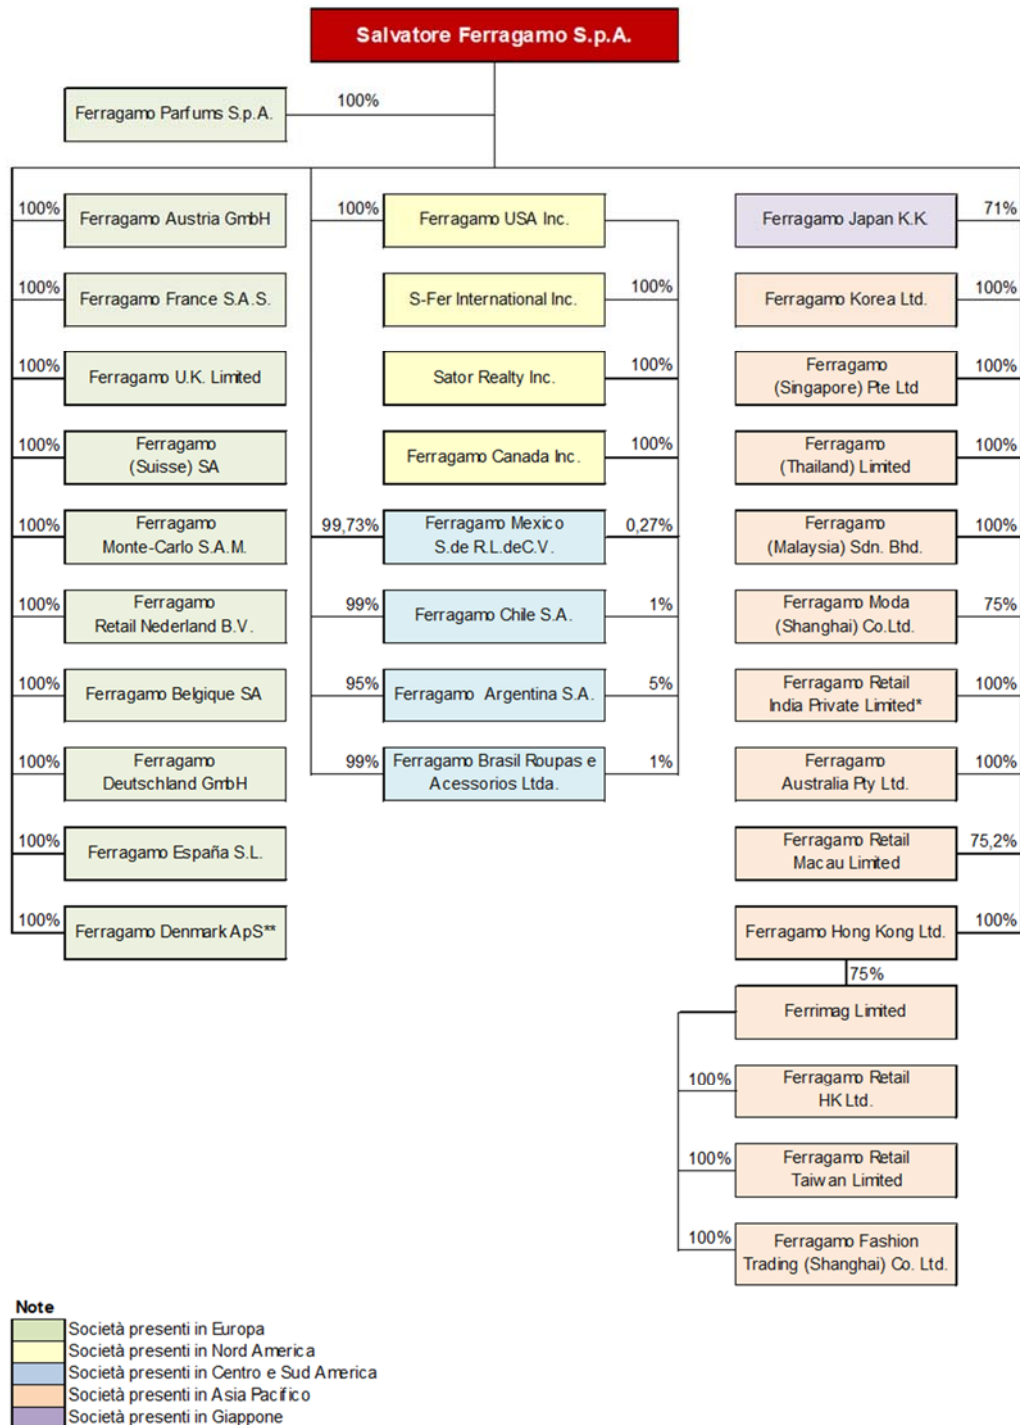 Salvatore Ferragamo S.p.A.
Ferragamo Parfums S.p.A.
100%
100%
Ferragamo Austria GmbH
100%
Ferragamo USA Inc.
Ferragamo Japan K.K.
71%
100%
Ferragamo France S.A.S.
S-Fer International Inc.
100%
Ferragamo Korea Ltd.
100%
100%
Ferragamo U.K. Limited
Sator Realty Inc.
100%
Ferragamo
(Singapore) Pte Ltd
100%
100%
Ferragamo
(Suisse) SA
Ferragamo Canada Inc.
100%
Ferragamo
(Thailand) Limited
100%
100%
Ferragamo
Monte-Carlo S.A.M.
99,73%
Ferragamo Mexico
S.de R.L.deC.V.
0,27%
Ferragamo
(Malaysia) Sdn. Bhd.
100%
100%
Ferragamo
Retail Nederland B.V.
99%
Ferragamo Chile S.A.
1%
Ferragamo Moda
(Shanghai) Co.Ltd.
75%
100%
Ferragamo Belgique SA
95%
Ferragamo Argentina S.A.
5%
Ferragamo Retail
India Private Limited*
100%
100%
Ferragamo
Deutschland GmbH
99%
Ferragamo Brasil Roupas e
Acessorios Ltda.
1%
Ferragamo
Australia Pty Ltd.
100%
100%
Ferragamo España S.L.
Ferragamo Retail
Macau Limited
75,2%
100%
Ferragamo Denmark ApS**
Ferragamo Hong Kong Ltd.
100%
75%
Ferrimag Limited
100%
Ferragamo Retail
HK Ltd.
100%
Ferragamo Retail
Taiwan Limited
100%
Ferragamo Fashion
Trading (Shanghai) Co. Ltd.
Note
Società presenti in Europa
Società presenti in Nord America
Società presenti in Centro e Sud America
Società presenti in Asia Pacifico
Società presenti in Giappone